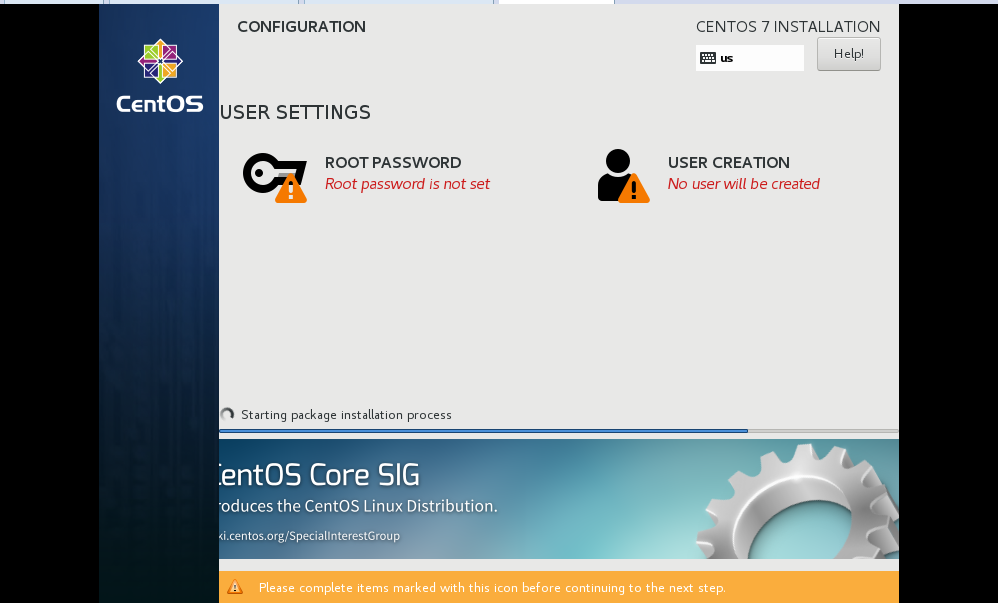 CONFIGURATION
CENTOS 7 INSTALLATION
us
Help!
CentOS
USER SETTINGS
ROOT PASSWORD
Root password is not set
USER CREATION
No user will be created
Starting package installation process
CentOS Core SIG
roduces the CentOS Linux Distribution.
ki.centos.org/SpecialInterestGroup
Please complete items marked with this icon before continuing to the next step.